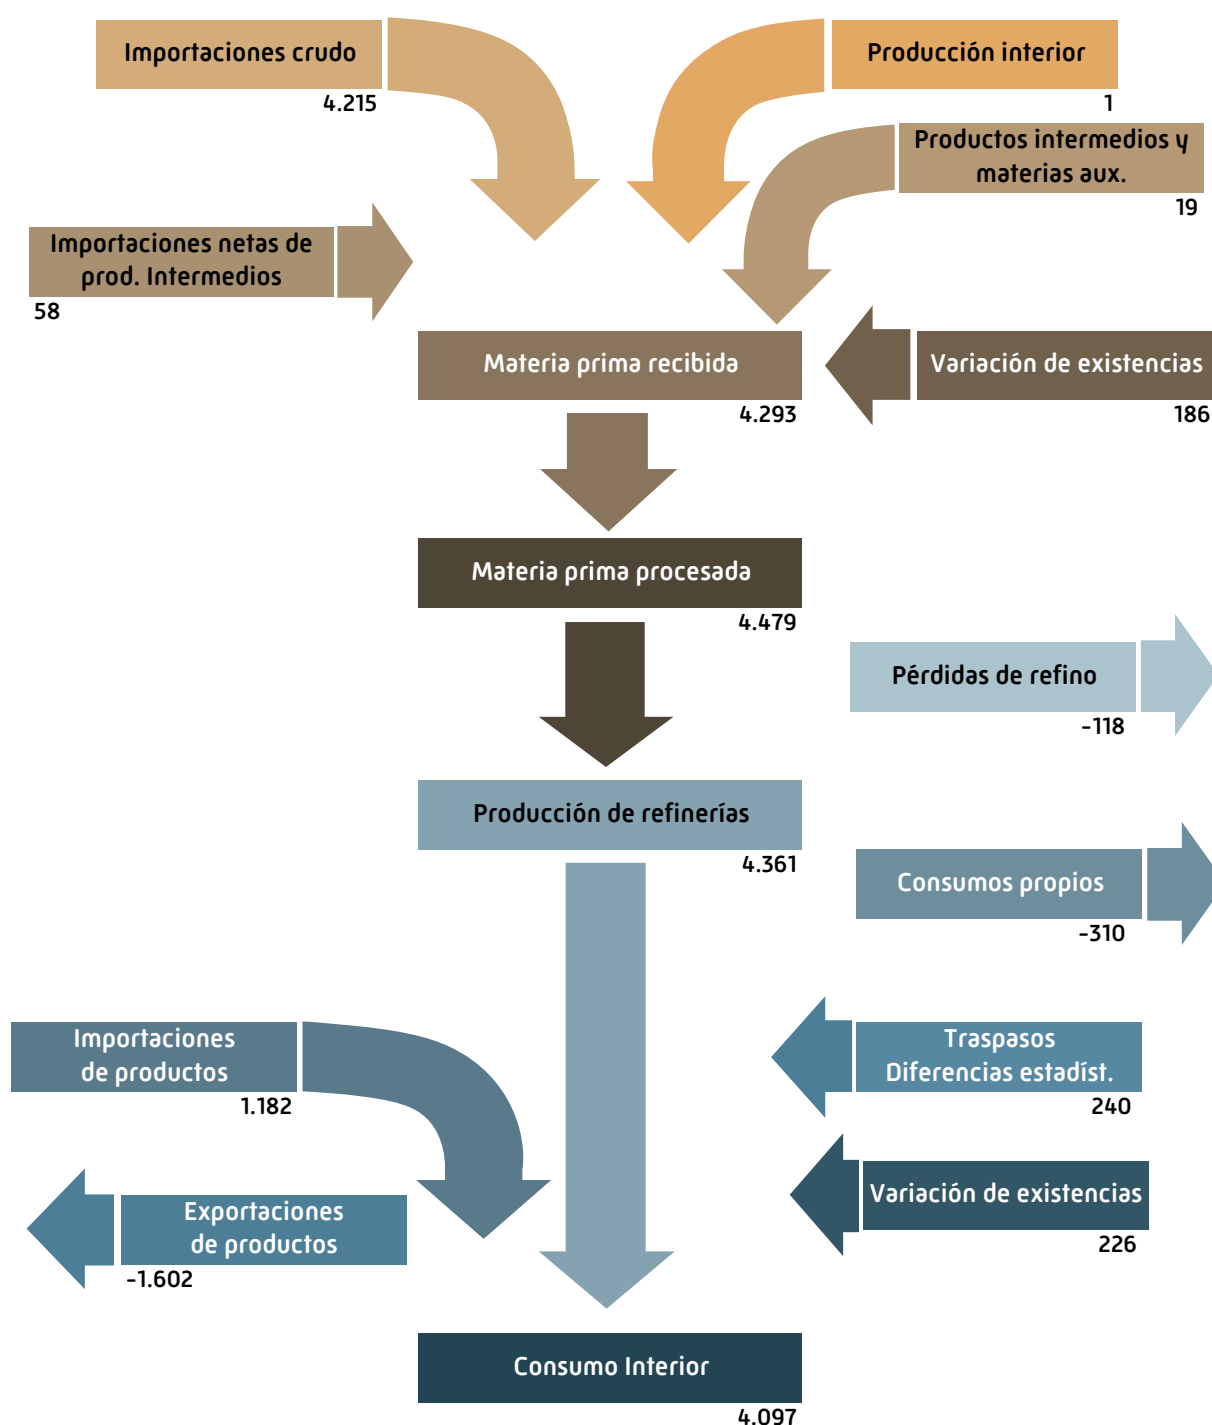 Importaciones crudo
4.215
Producción interior
1
Productos intermedios y
materias aux.
19
Importaciones netas de
prod. Intermedios
58
Materia prima recibida
4.293
Variación de existencias
186
Materia prima procesada
4.479
Pérdidas de refino
-118
Producción de refinerías
4.361
Consumos propios
-310
Importaciones
de productos
1.182
Traspasos
Diferencias estadíst.
240
Variación de existencias
226
Exportaciones
de productos
-1.602
Consumo Interior
4.097